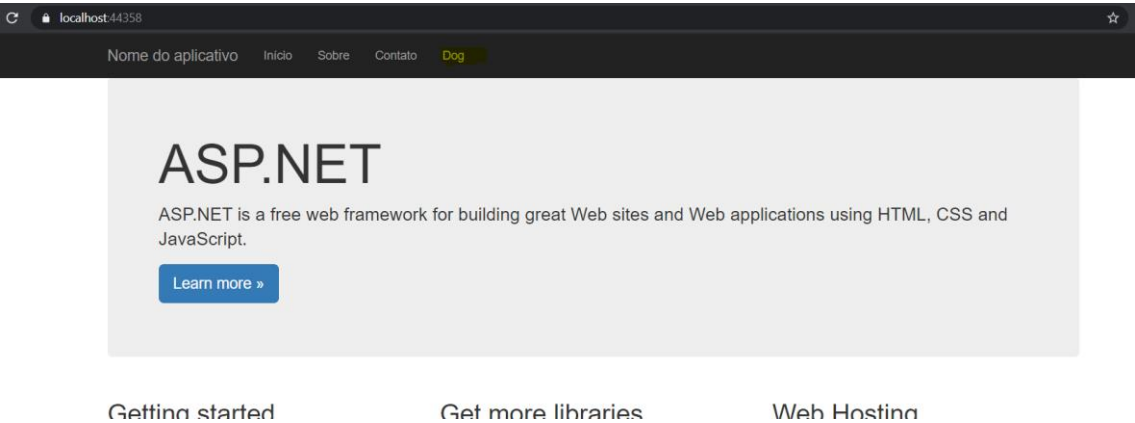 localhost:44358
Nome do aplicativo Início Sobre Contato Dog
ASP.NET
ASP.NET is a free web framework for building great Web sites and Web applications using HTML, CSS and
JavaScript.
Learn more »
Getting started Get more libraries Web Hosting